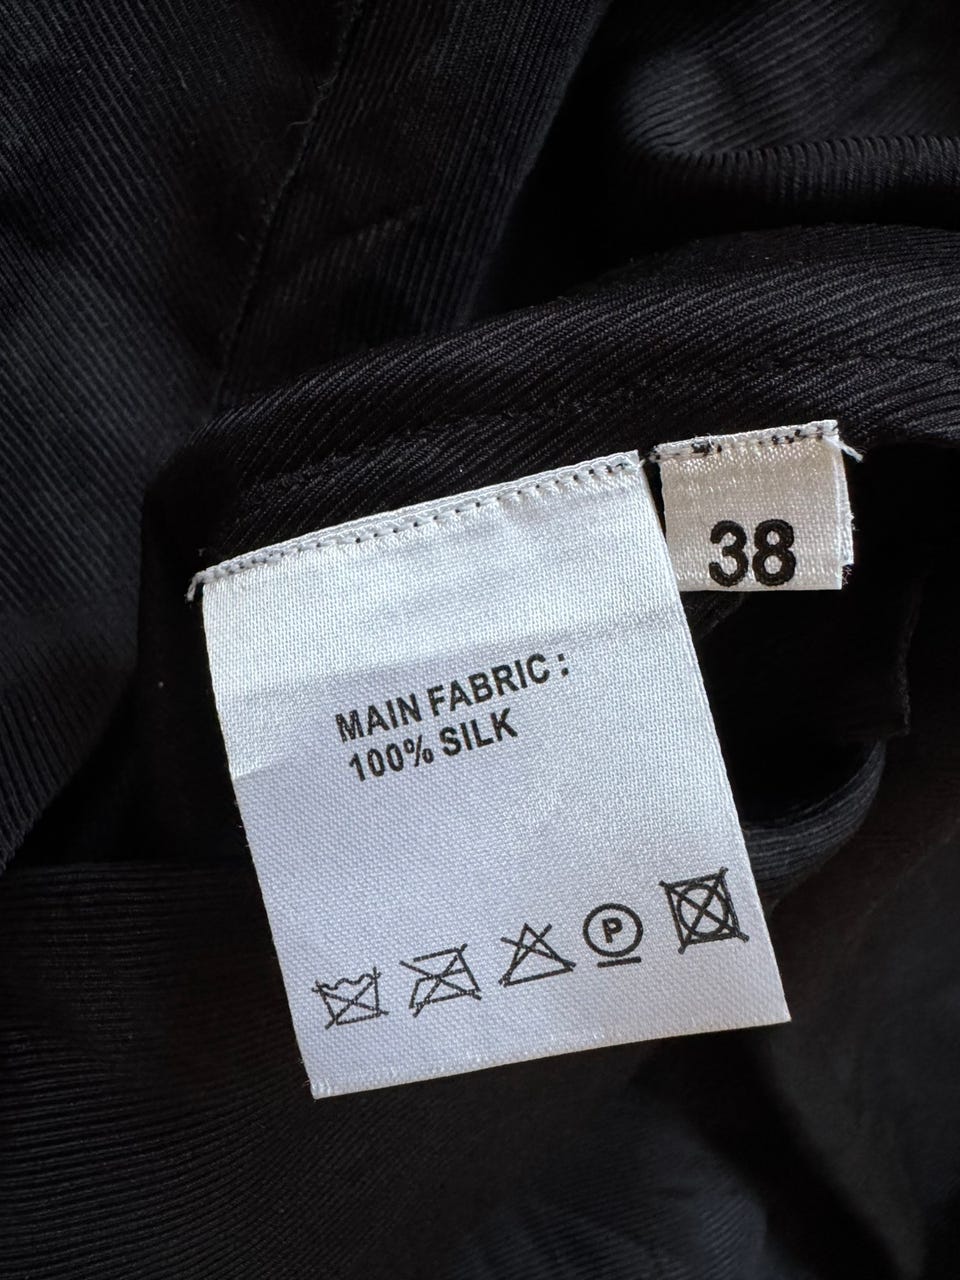 38
MAIN FABRIC :
100% SILK
P